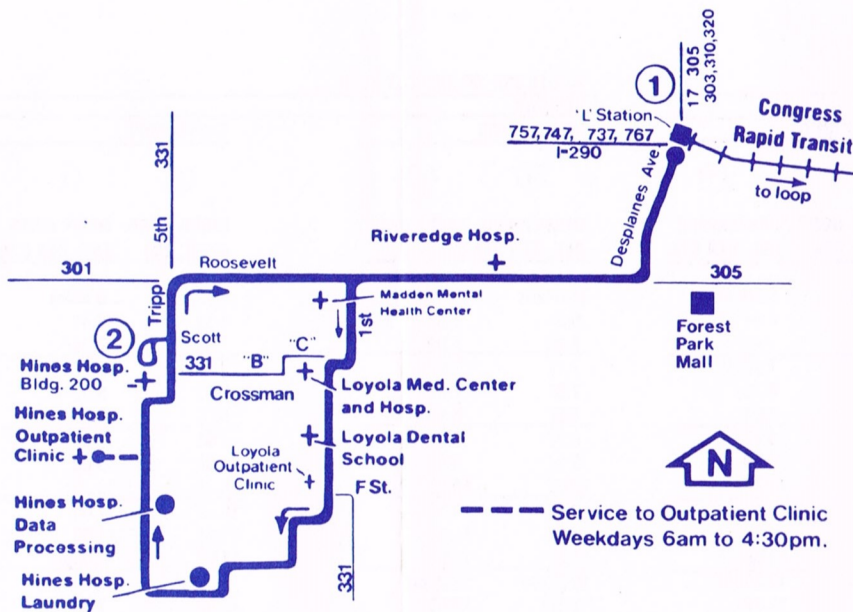 1
17 305
303,310,320
'L' Station
757,747, 737, 767
I-290
Congress
Rapid Transit
to loop
Desplaines Ave.
331
5th
Riveredge Hosp.
301
Roosevelt
305
Tripp
Madden Mental
Health Center
1st
Forest
Park
Mall
2
Scott
"C"
331 "B"
Hines Hosp.
Bldg. 200
Crossman
Loyola Med. Center
and Hosp.
Hines Hosp.
Outpatient
Clinic
Loyola Dental
School
Loyola
Outpatient
Clinic
F St.
N
Hines Hosp.
Data
Processing
Service to Outpatient Clinic
Weekdays 6am to 4:30pm.
331
Hines Hosp.
Laundry